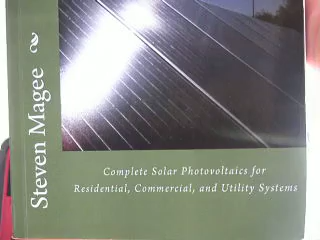 Steven Magee
Complete Solar Photovoltaics for
Residential, Commercial, and Utility Systems